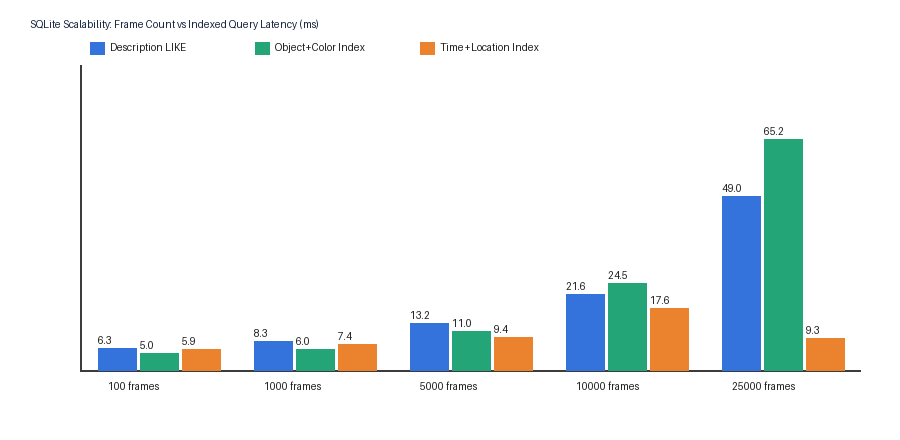 SQLite Scalability: Frame Count vs Indexed Query Latency (ms)
Description LIKE
Object+Color Index
Time+Location Index
6.3
5.0
5.9
8.3
6.0
7.4
13.2
11.0
9.4
21.6
24.5
17.6
49.0
65.2
9.3
100 frames
1000 frames
5000 frames
10000 frames
25000 frames